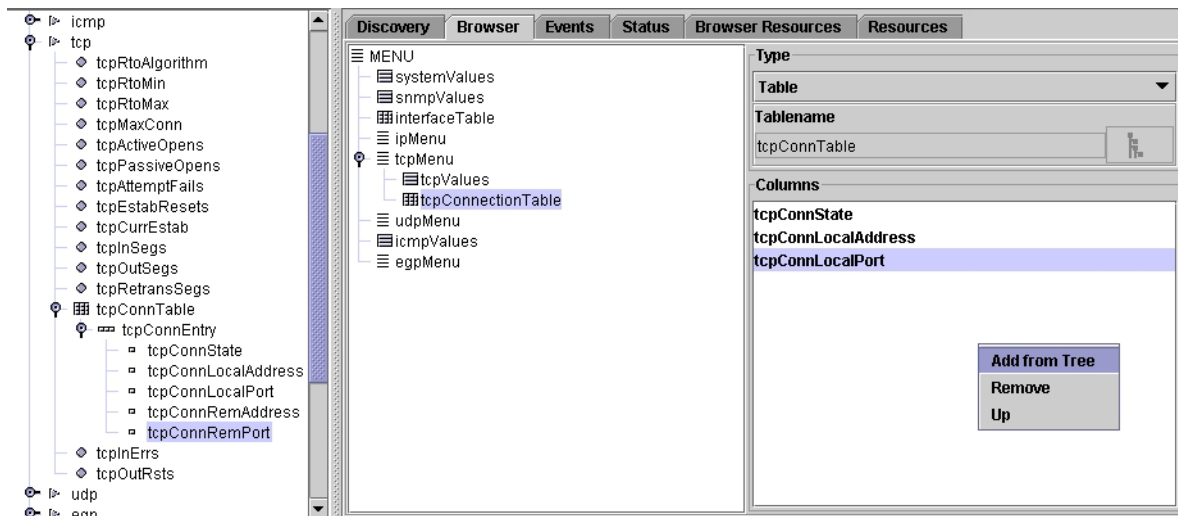 icmp
tcp
tcpRtoAlgorithm
tcpRtoMin
tcpRtoMax
tcpMaxConn
tcpActiveOpens
tcpPassiveOpens
tcpAttemptFails
tcpEstabResets
tcpCurrEstab
tcpInSegs
tcpOutSegs
tcpRetransSegs
tcpConnTable
tcpConnEntry
tcpConnState
tcpConnLocalAddress
tcpConnLocalPort
tcpConnRemAddress
tcpConnRemPort
tcpInErrs
tcpOutRsts
udp
egp
Discovery Browser Events Status Browser Resources Resources
MENU
systemValues
snmpValues
interfaceTable
ipMenu
tcpMenu
tcpValues
tcpConnectionTable
udpMenu
icmpValues
egpMenu
Type
Table
Tablename
tcpConnTable
Columns
tcpConnState
tcpConnLocalAddress
tcpConnLocalPort
Add from Tree
Remove
Up